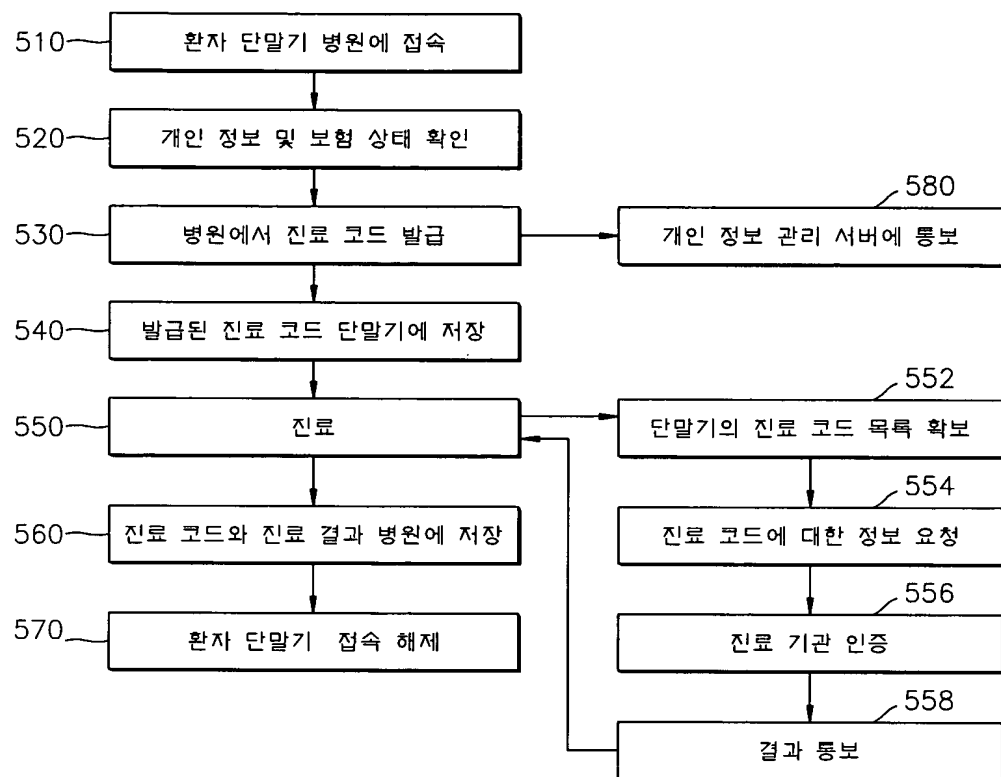 510
환자 단말기 병원에 접속
520
개인 정보 및 보험 상태 확인
580
530
병원에서 진료 코드 발급
개인 정보 관리 서버에 통보
540
발급된 진료 코드 단말기에 저장
552
550
진료
단말기의 진료 코드 목록 확보
554
560
진료 코드와 진료 결과 병원에 저장
진료 코드에 대한 정보 요청
556
570
환자 단말기 접속 해제
진료 기관 인증
558
결과 통보